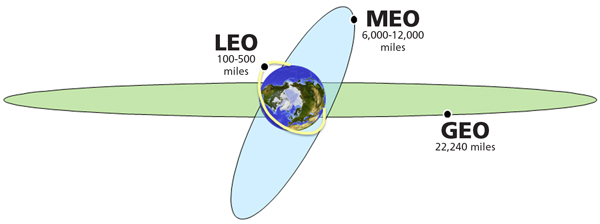 LEO
100-500
miles
MEO
6,000-12,000
miles
GEO
22,240 miles